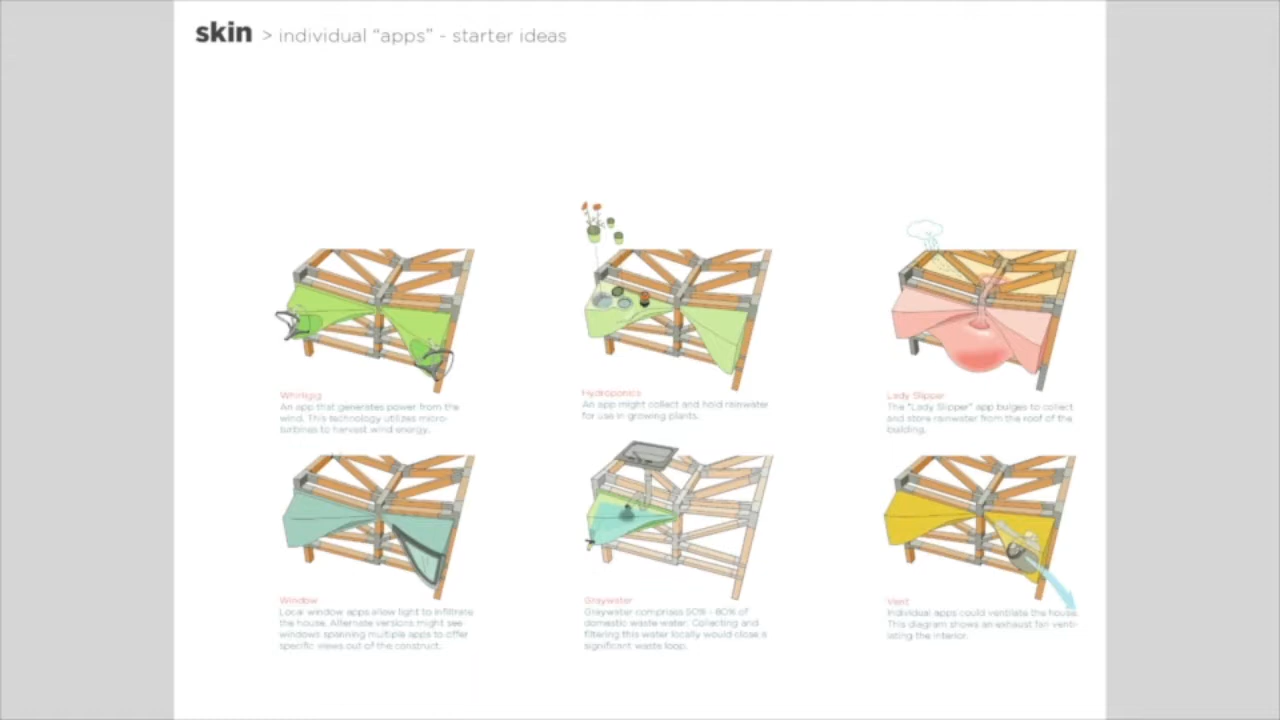 skin > individual "apps" - starter ideas
Whirligig
An app that generates power from the
wind. This technology utilizes micro-
turbines to harvest wind energy.
Hydroponics
An app might collect and hold rainwater
for use in growing plants.
Lady Slipper
The "Lady Slipper" app bulges to collect
and store rainwater from the roof of the
building.
Window
Local window apps allow light to infiltrate
the house. Alternate versions might see
windows spanning multiple apps to offer
specific views out of the construct.
Graywater
Graywater comprises 50% - 80% of
domestic waste water. Collecting and
filtering this water locally would close a
significant waste loop.
Vent
Individual apps could ventilate the house.
This diagram shows an exhaust fan vent-
ilating the interior.